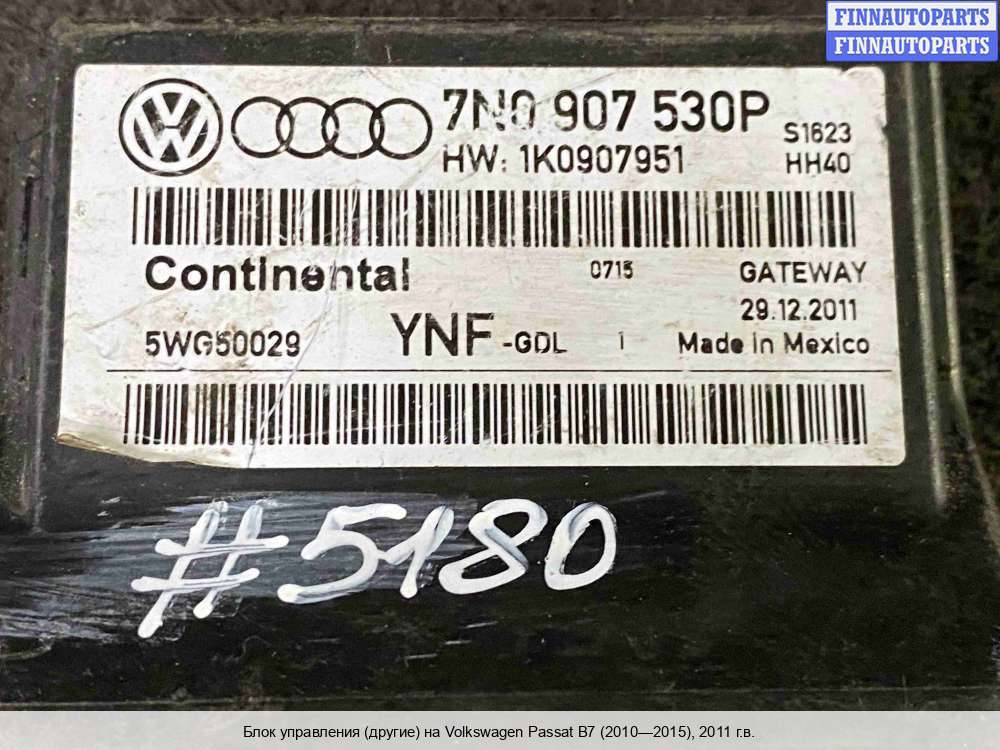 FINNAUTOPARTS
FINNAUTOPARTS
7N0 907 530P
S1623
HW: 1K0907951
HH40
Continental
0715
GATEWAY
29.12.2011
5WG50029
YNF -GDL
1
Made in Mexico
#5180
Блок управления (другие) на Volkswagen Passat B7 (2010—2015), 2011 г.в.